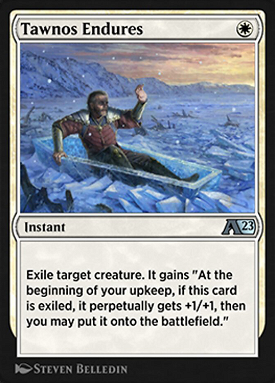 Tawnos Endures
Instant
A 23
Exile target creature. It gains "At the
beginning of your upkeep, if this card
is exiled, it perpetually gets +1/+1, then
you may put it onto the battlefield."
STEVEN BELLEDIN